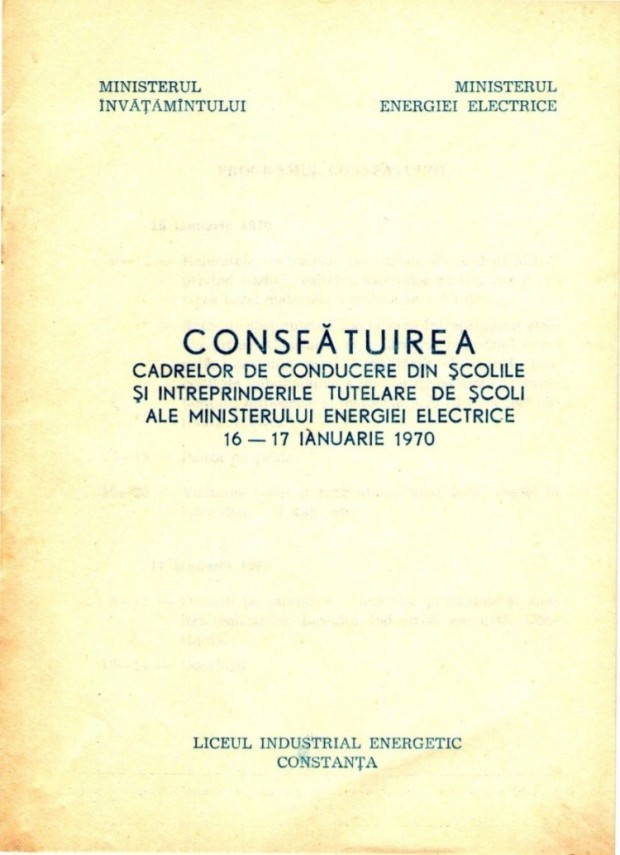 MINISTERUL
ÎNVĂȚĂMÎNTULUI
MINISTERUL
ENERGIEI ELECTRICE
CONSFĂTUIREA
CADRELOR DE CONDUCERE DIN ȘCOLILE
ȘI INTREPRINDERILE TUTELARE DE ȘCOLI
ALE MINISTERULUI ENERGIEI ELECTRICE
16 — 17 IANUARIE 1970
LICEUL INDUSTRIAL ENERGETIC
CONSTANȚA